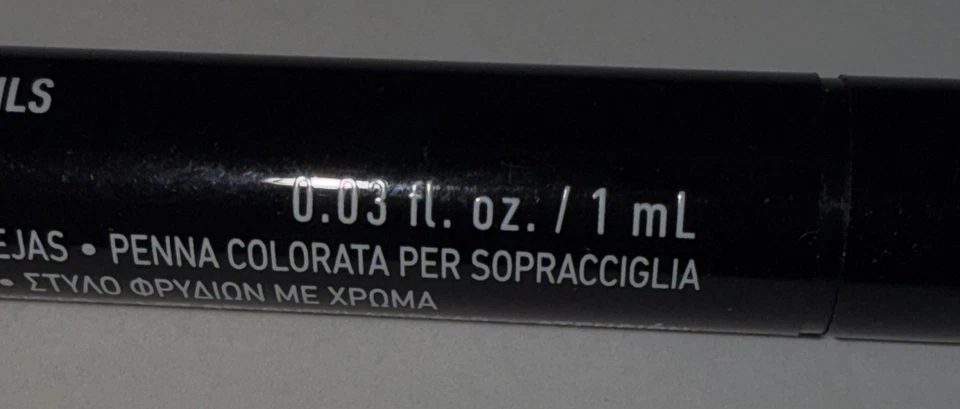 ILS
0.03 fl. oz. / 1 mL
EJAS • PENNA COLORATA PER SOPRACCIGLIA
• ΣΤΥΛΟ ΦΡΥΔΙΩΝ ΜΕ ΧΡΩΜΑ